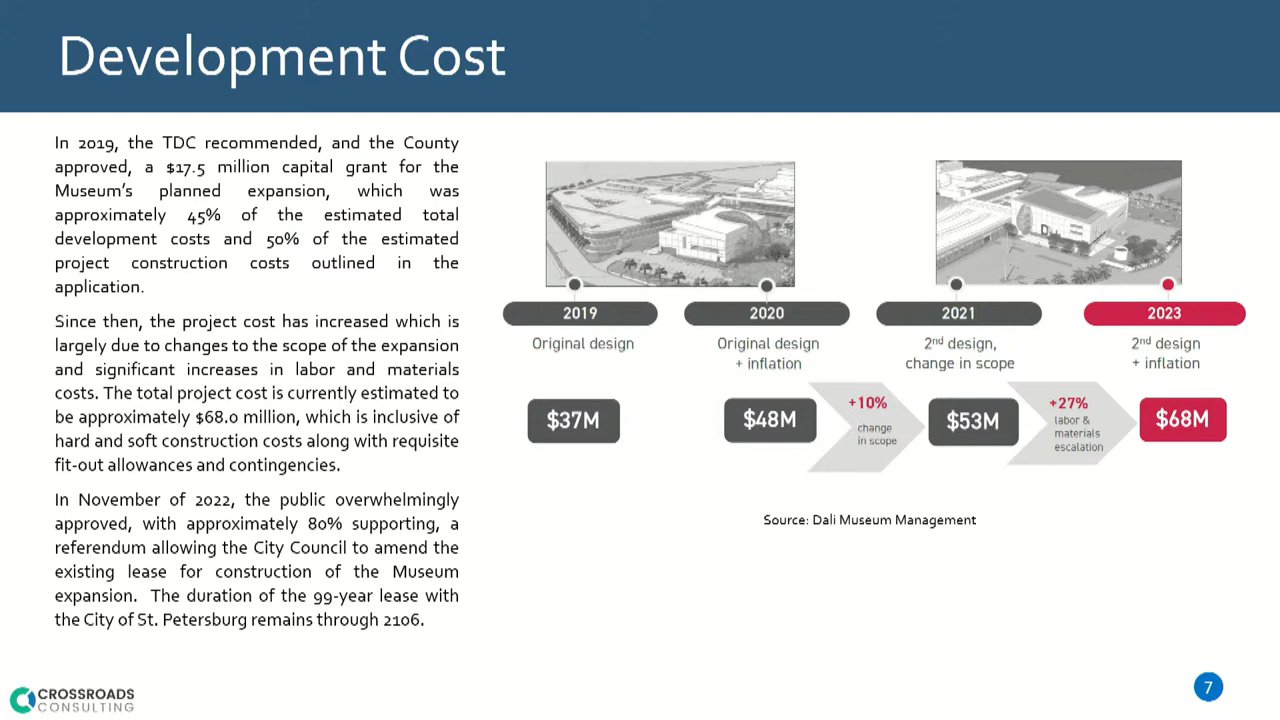 Development Cost
In 2019, the TDC recommended, and the County
approved, a $17.5 million capital grant for the
Museum's planned expansion, which was
approximately 45% of the estimated total
development costs and 50% of the estimated
project construction costs outlined in the
application.
Since then, the project cost has increased which is
largely due to changes to the scope of the expansion
and significant increases in labor and materials
costs. The total project cost is currently estimated to
be approximately $68.0 million, which is inclusive of
hard and soft construction costs along with requisite
fit-out allowances and contingencies.
In November of 2022, the public overwhelmingly
approved, with approximately 80% supporting, a
referendum allowing the City Council to amend the
existing lease for construction of the Museum
expansion. The duration of the 99-year lease with
the City of St. Petersburg remains through 2106.
2019
Original design
$37M
2020
Original design
+ inflation
$48M
+10%
change
in scope
2021
2nd design,
change in scope
$53M
+27%
labor &
materials
escalation
2023
2nd design
+ inflation
$68M
Source: Dali Museum Management
CROSSROADS
CONSULTING
7